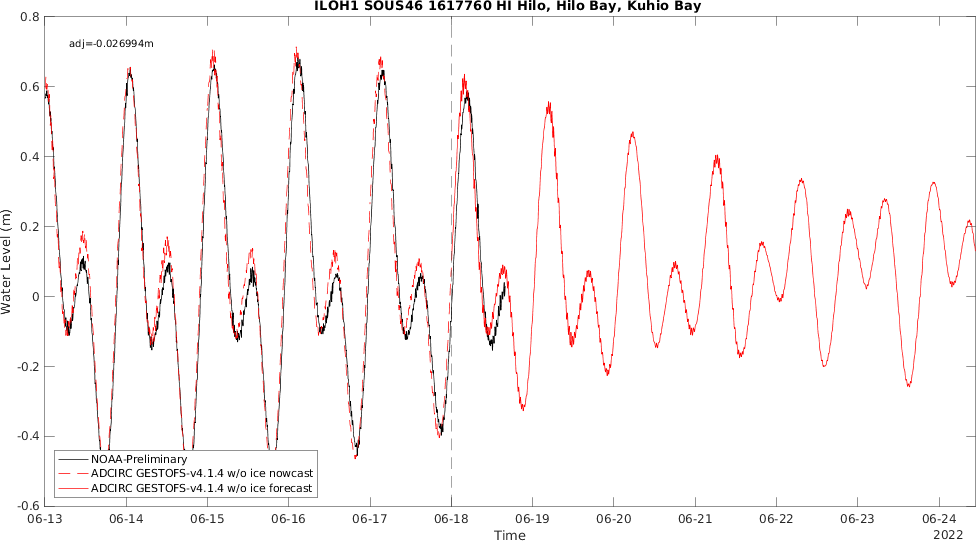 ILOH1 SOUS46 1617760 HI Hilo, Hilo Bay, Kuhio Bay
adj=-0.026994m
0.8
0.6
0.4
0.2
0
-0.2
-0.4
-0.6
Water Level (m)
NOAA-Preliminary
ADCIRC GESTOFS-v4.1.4 w/o ice nowcast
ADCIRC GESTOFS-v4.1.4 w/o ice forecast
06-13 06-14 06-15 06-16 06-17 06-18 06-19 06-20 06-21 06-22 06-23 06-24
2022
Time